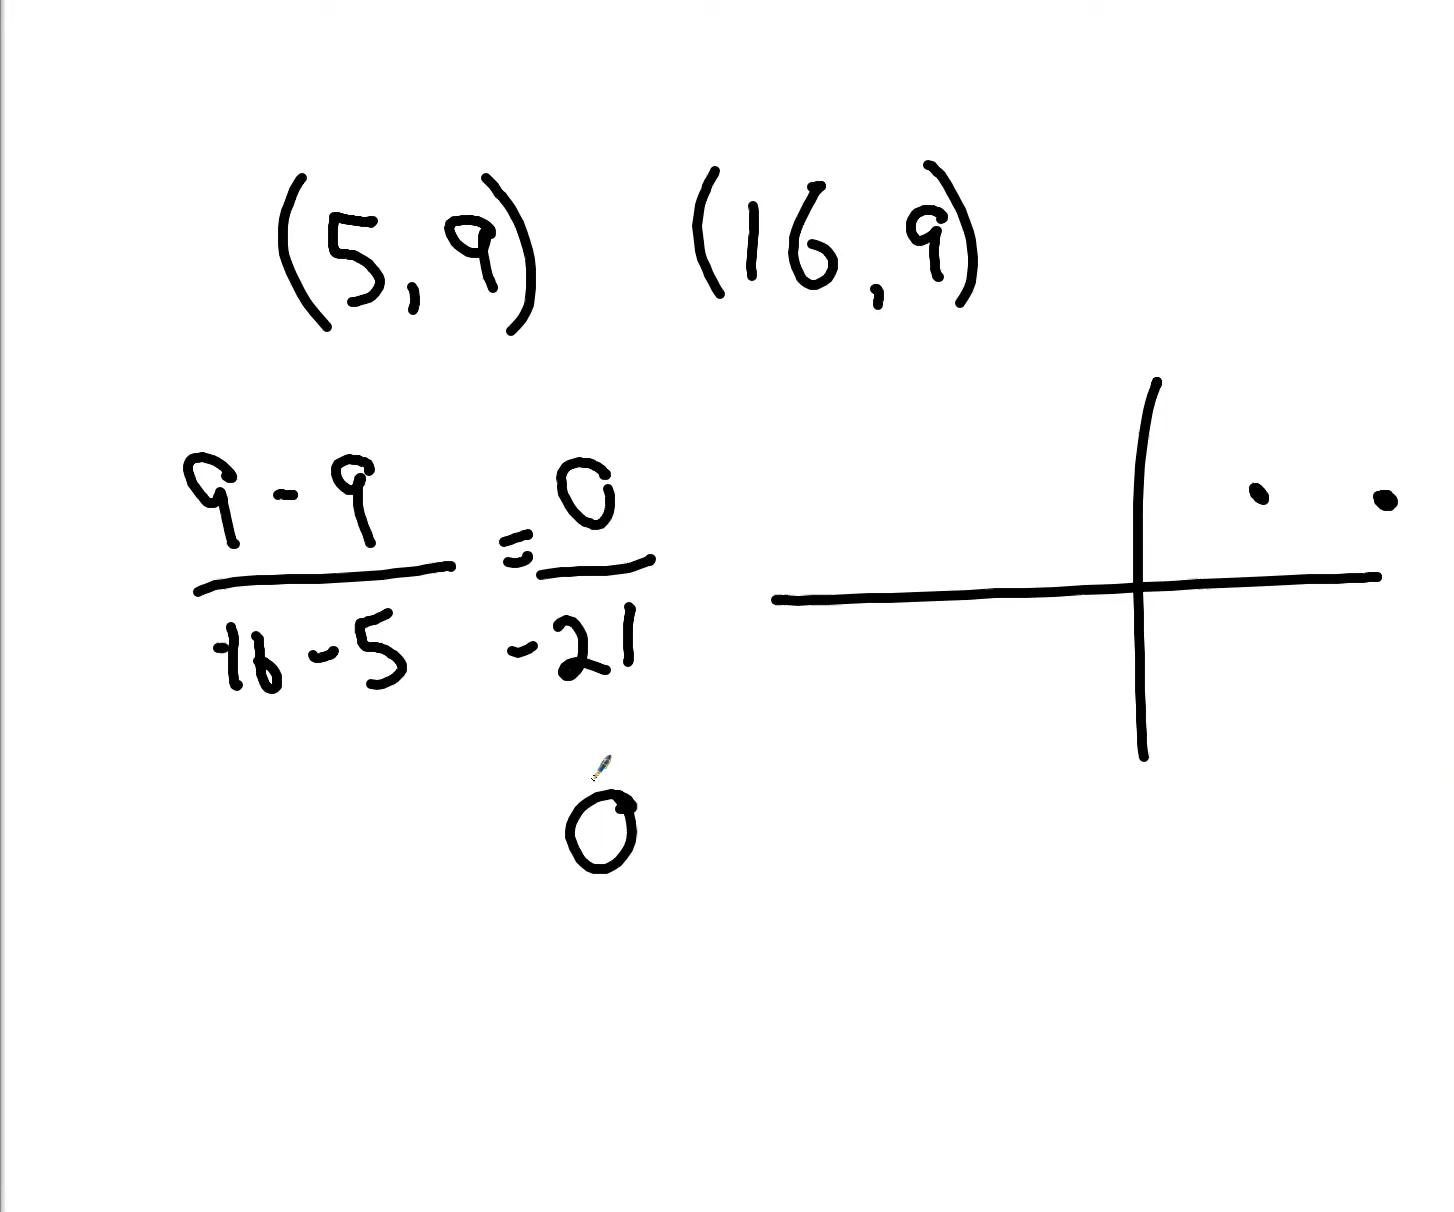 (5,9) (16,9)
9 - 9 = 0
-16 - 5 -21
0